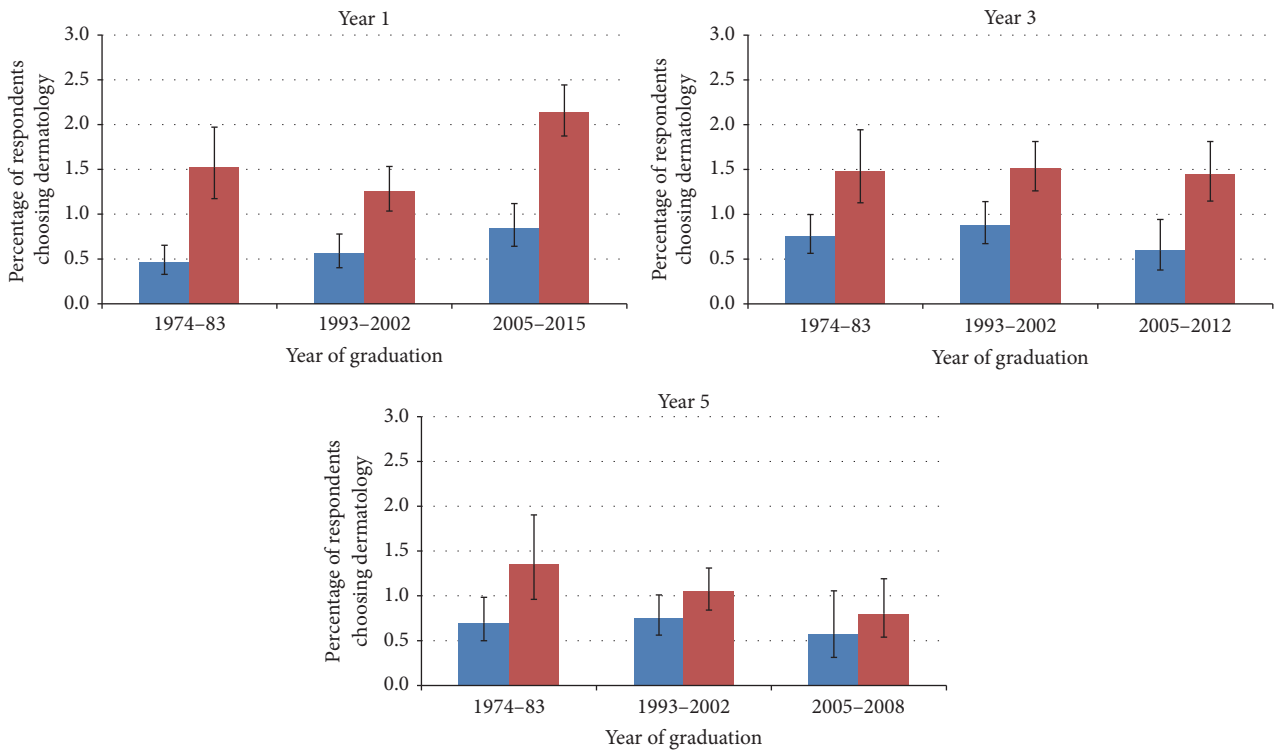 Year 1
Percentage of respondents
choosing dermatology
3.0
2.5
2.0
1.5
1.0
0.5
0.0
1974–83 1993–2002 2005–2015
Year of graduation
Year 3
Percentage of respondents
choosing dermatology
3.0
2.5
2.0
1.5
1.0
0.5
0.0
1974–83 1993–2002 2005–2012
Year of graduation
Year 5
Percentage of respondents
choosing dermatology
3.0
2.5
2.0
1.5
1.0
0.5
0.0
1974–83 1993–2002 2005–2008
Year of graduation